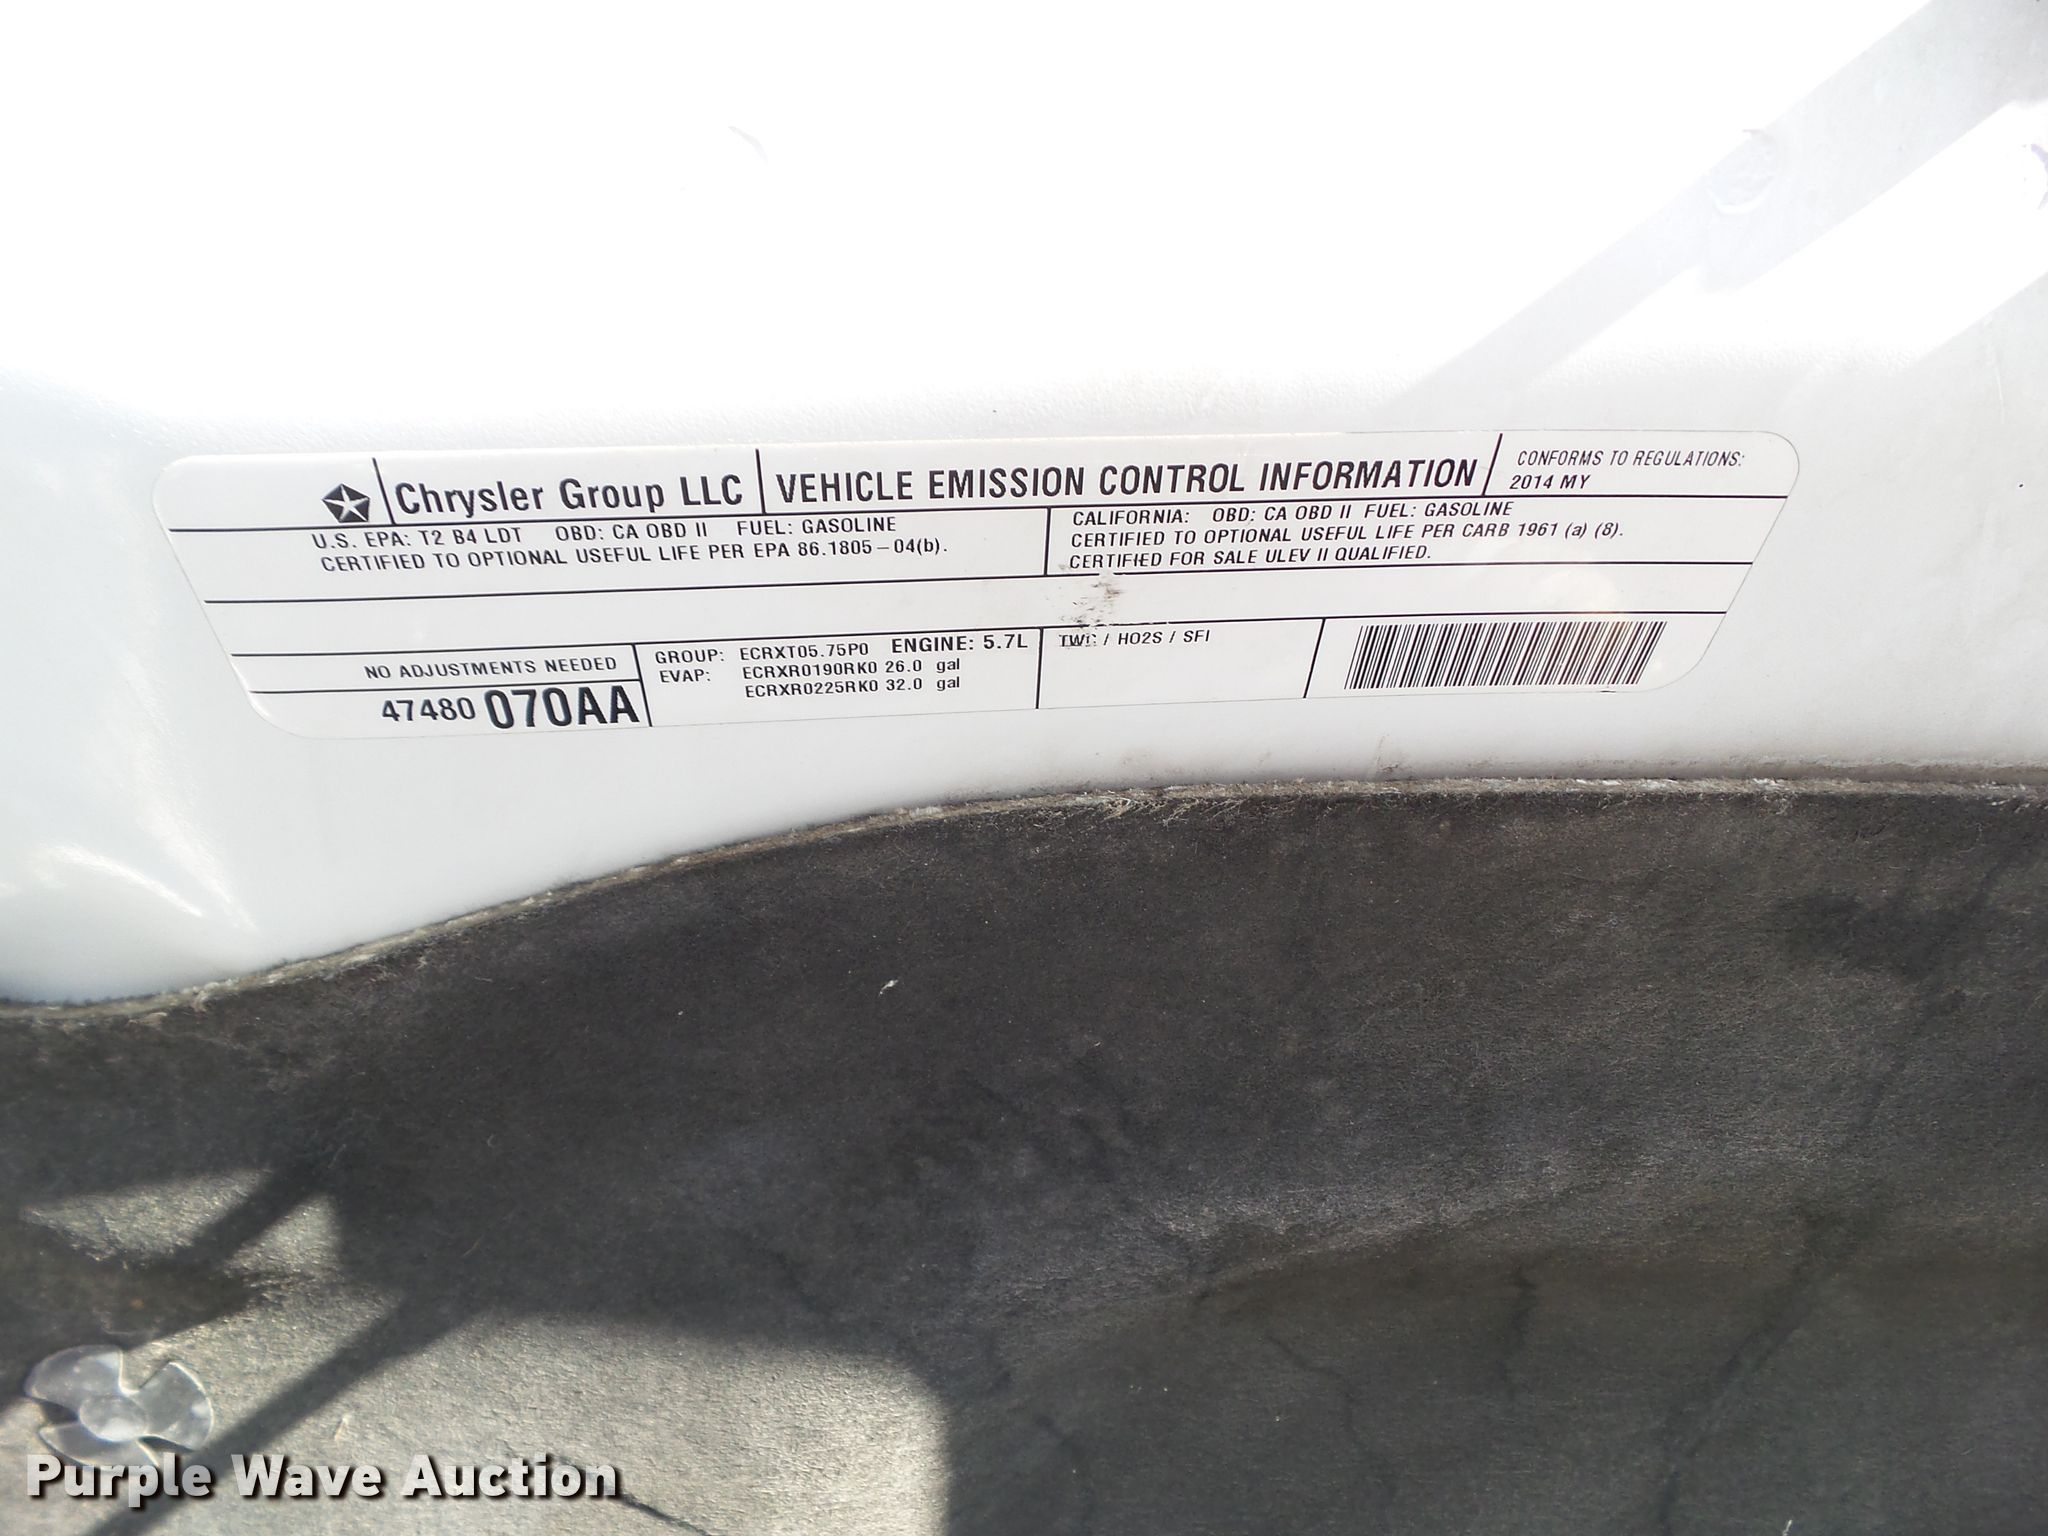 Chrysler Group LLC VEHICLE EMISSION CONTROL INFORMATION
CONFORMS TO REGULATIONS:
2014 MY
U.S. EPA: T2 B4 LDT OBD: CA OBD II FUEL: GASOLINE
CERTIFIED TO OPTIONAL USEFUL LIFE PER EPA 86.1805-04(b).
CALIFORNIA: OBD: CA OBD II FUEL: GASOLINE
CERTIFIED TO OPTIONAL USEFUL LIFE PER CARB 1961 (a) (8).
CERTIFIED FOR SALE ULEV II QUALIFIED.
NO ADJUSTMENTS NEEDED
47480 070AA
GROUP: ECRXT05.75P0 ENGINE: 5.7L
EVAP: ECRXR0190RK0 26.0 gal
ECRXR0225RK0 32.0 gal
TWC / HO2S / SFI
Purple Wave Auction